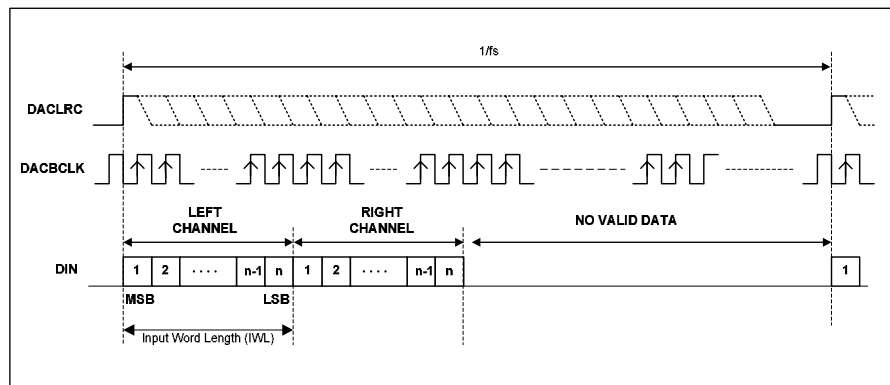 1/fs
DACLRC
DACBCLK
LEFT CHANNEL
RIGHT CHANNEL
NO VALID DATA
DIN
1 2 .... n-1 n 1 2 .... n-1 n 1
MSB LSB
Input Word Length (IWL)